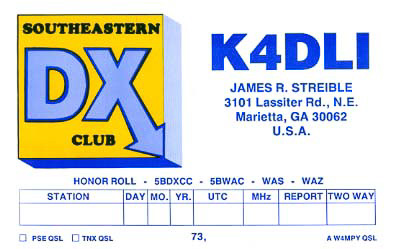 SOUTHEASTERN
DX
CLUB
K4DLI
JAMES R. STREIBLE
3101 Lassiter Rd., N.E.
Marietta, GA 30062
U.S.A.
HONOR ROLL - 5BDXCC - 5BWAC - WAS - WAZ
STATION DAY MO. YR. UTC MHz REPORT TWO WAY
PSE QSL TNX QSL 73, A W4MPY QSL